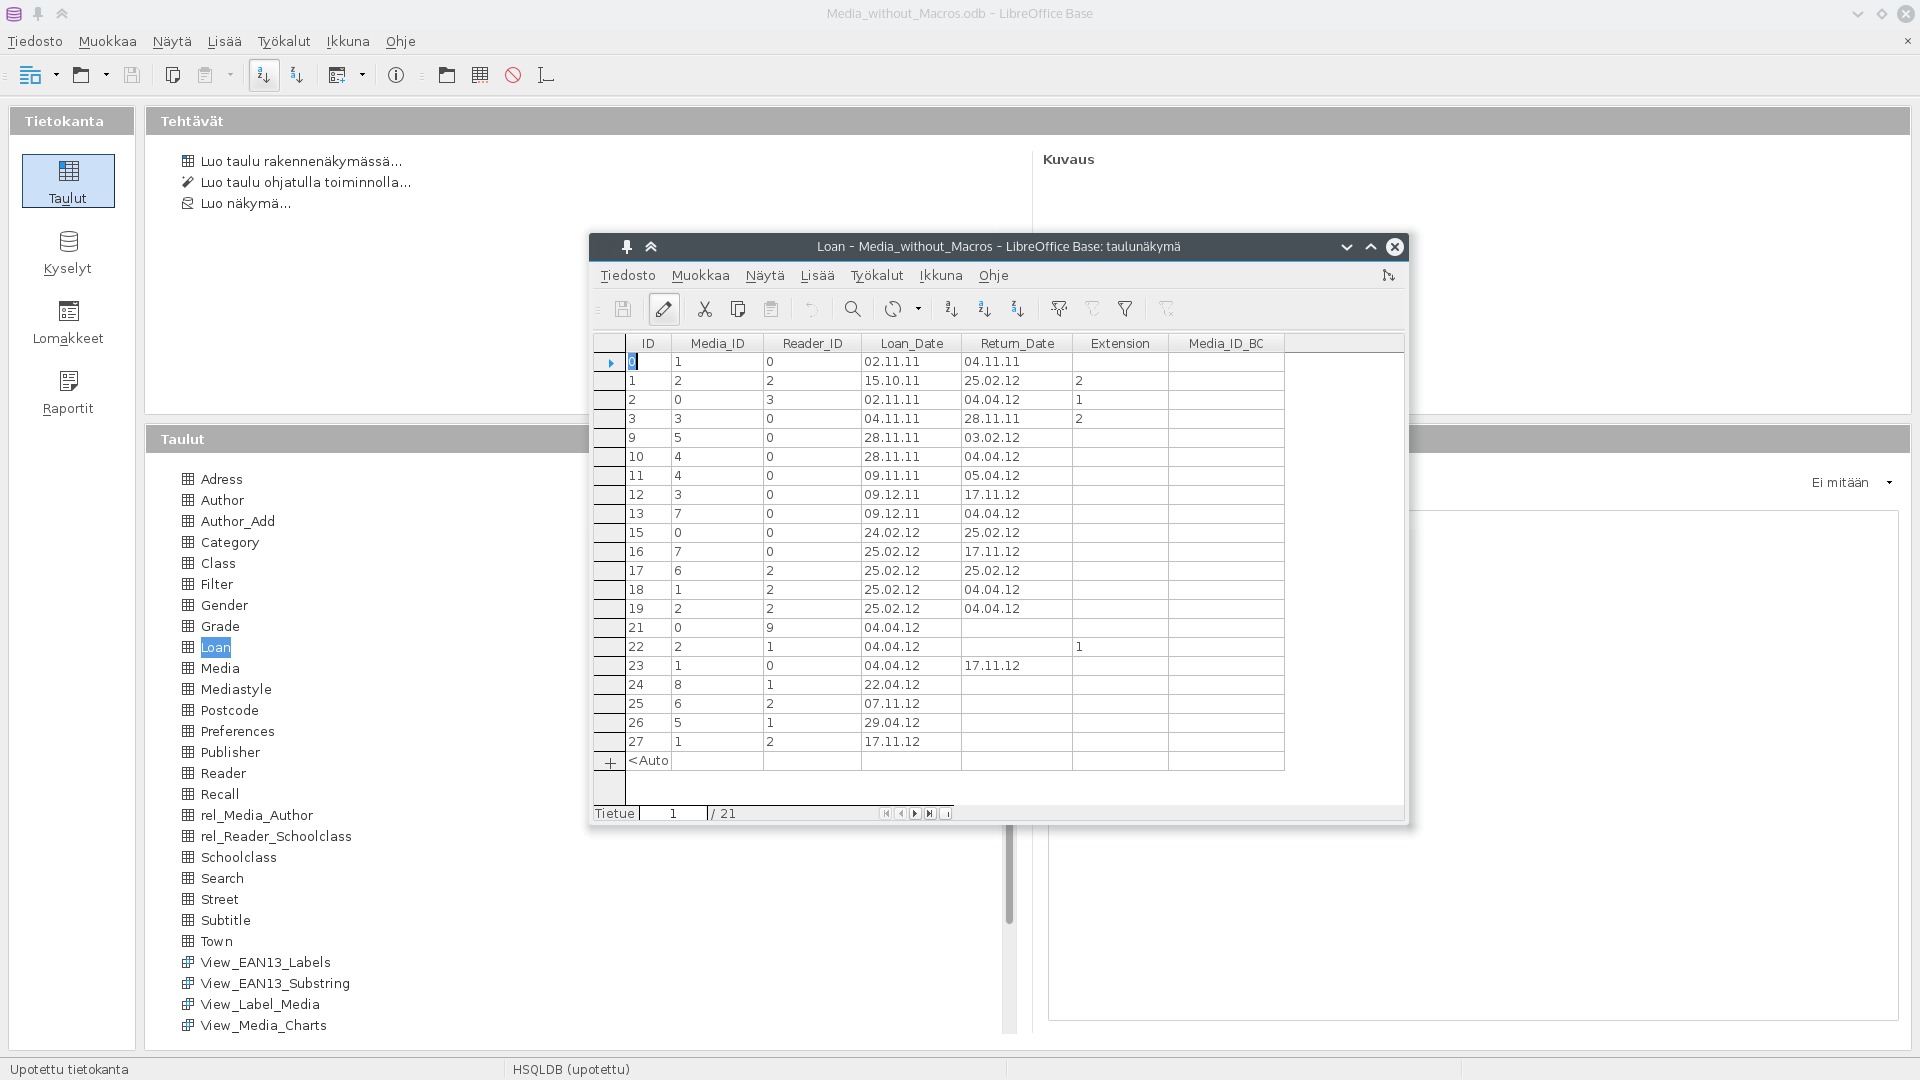 Media_without_Macros.odb – LibreOffice Base
Tiedosto Muokkaa Näytä Lisää Työkalut Ikkuna Ohje
Tietokanta
Taulut
Kyselyt
Lomakkeet
Raportit
Tehtävät
Luo taulu rakennenäkymässä...
Luo taulu ohjatulla toiminnolla...
Luo näkymä...
Kuvaus
Taulut
Adress
Author
Author_Add
Category
Class
Filter
Gender
Grade
Loan
Media
Mediastyle
Postcode
Preferences
Publisher
Reader
Recall
rel_Media_Author
rel_Reader_Schoolclass
Schoolclass
Search
Street
Subtitle
Town
View_EAN13_Labels
View_EAN13_Substring
View_Label_Media
View_Media_Charts
Ei mitään
Loan – Media_without_Macros – LibreOffice Base: taulunäkymä
Tiedosto Muokkaa Näytä Lisää Työkalut Ikkuna Ohje
ID Media_ID Reader_ID Loan_Date Return_Date Extension Media_ID_BC
0 1 0 02.11.11 04.11.11
1 2 2 15.10.11 25.02.12 2
2 0 3 02.11.11 04.04.12 1
3 3 0 04.11.11 28.11.11 2
9 5 0 28.11.11 03.02.12
10 4 0 28.11.11 04.04.12
11 4 0 09.11.11 05.04.12
12 3 0 09.12.11 17.11.12
13 7 0 09.12.11 04.04.12
15 0 0 24.02.12 25.02.12
16 7 0 25.02.12 17.11.12
17 6 2 25.02.12 25.02.12
18 1 2 25.02.12 04.04.12
19 2 2 25.02.12 04.04.12
21 0 9 04.04.12
22 2 1 04.04.12 1
23 1 0 04.04.12 17.11.12
24 8 1 22.04.12
25 6 2 07.11.12
26 5 1 29.04.12
27 1 2 17.11.12
<Auto
Tietue 1 / 21
Upotettu tietokanta HSQLDB (upotettu)